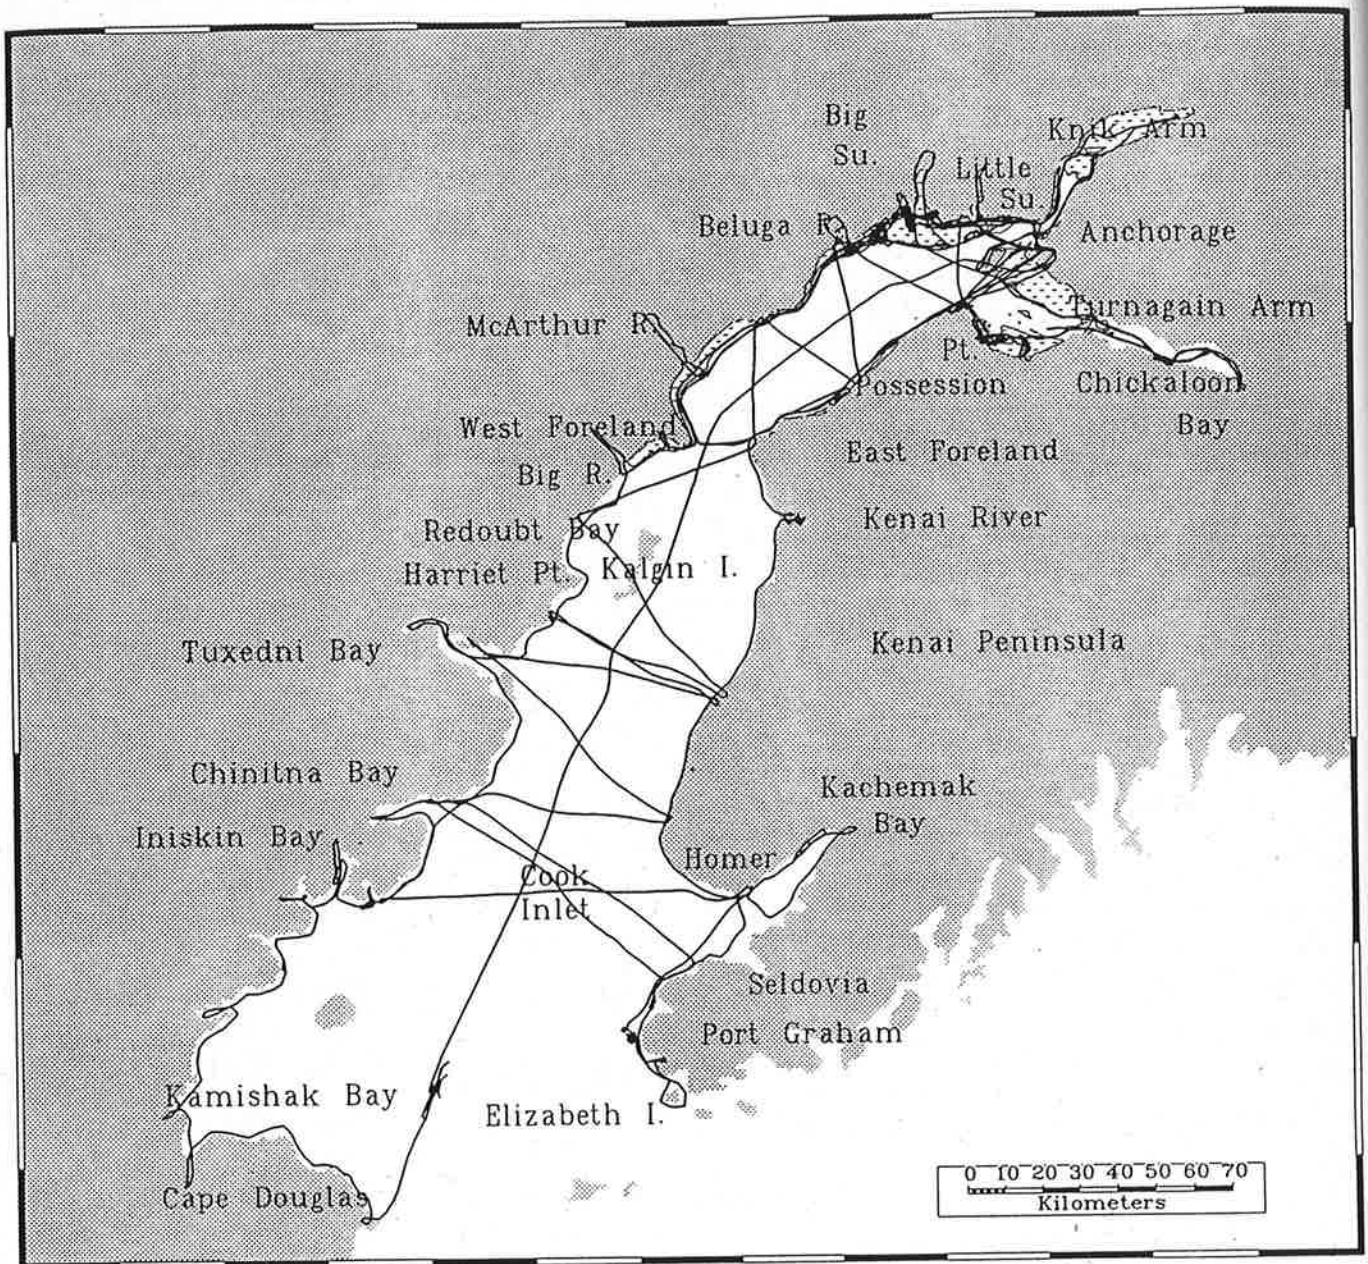 Big
Su.
Knik Arm
Little
Su.
Beluga R.
Anchorage
Turnagain Arm
McArthur R.
Pt.
Possession
Chickaloon
Bay
West Foreland
East Foreland
Big R.
Kenai River
Redoubt Bay
Harriet Pt.
Kalgin I.
Tuxedni Bay
Kenai Peninsula
Chinitna Bay
Kachemak
Bay
Iniskin Bay
Homer
Cook
Inlet
Seldovia
Port Graham
Kamishak Bay
Elizabeth I.
Cape Douglas
0 10 20 30 40 50 60 70
Kilometers